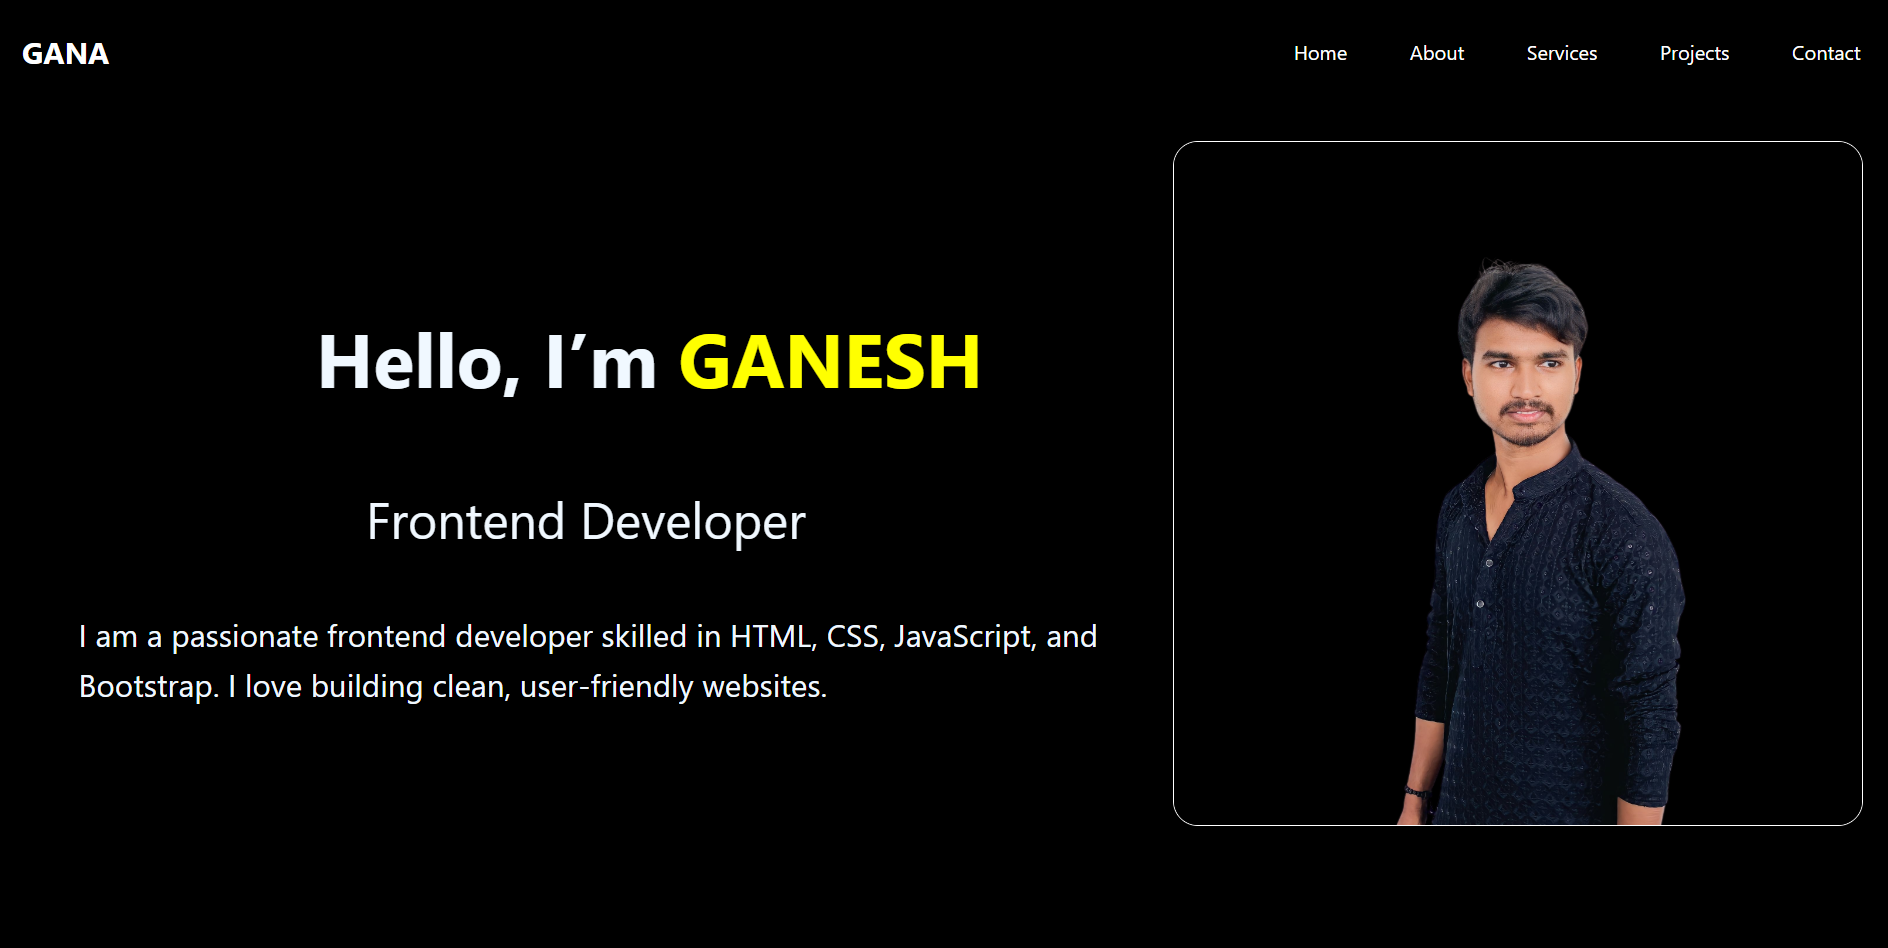 GANA
Home About Services Projects Contact
Hello, I’m GANESH
Frontend Developer
I am a passionate frontend developer skilled in HTML, CSS, JavaScript, and
Bootstrap. I love building clean, user-friendly websites.